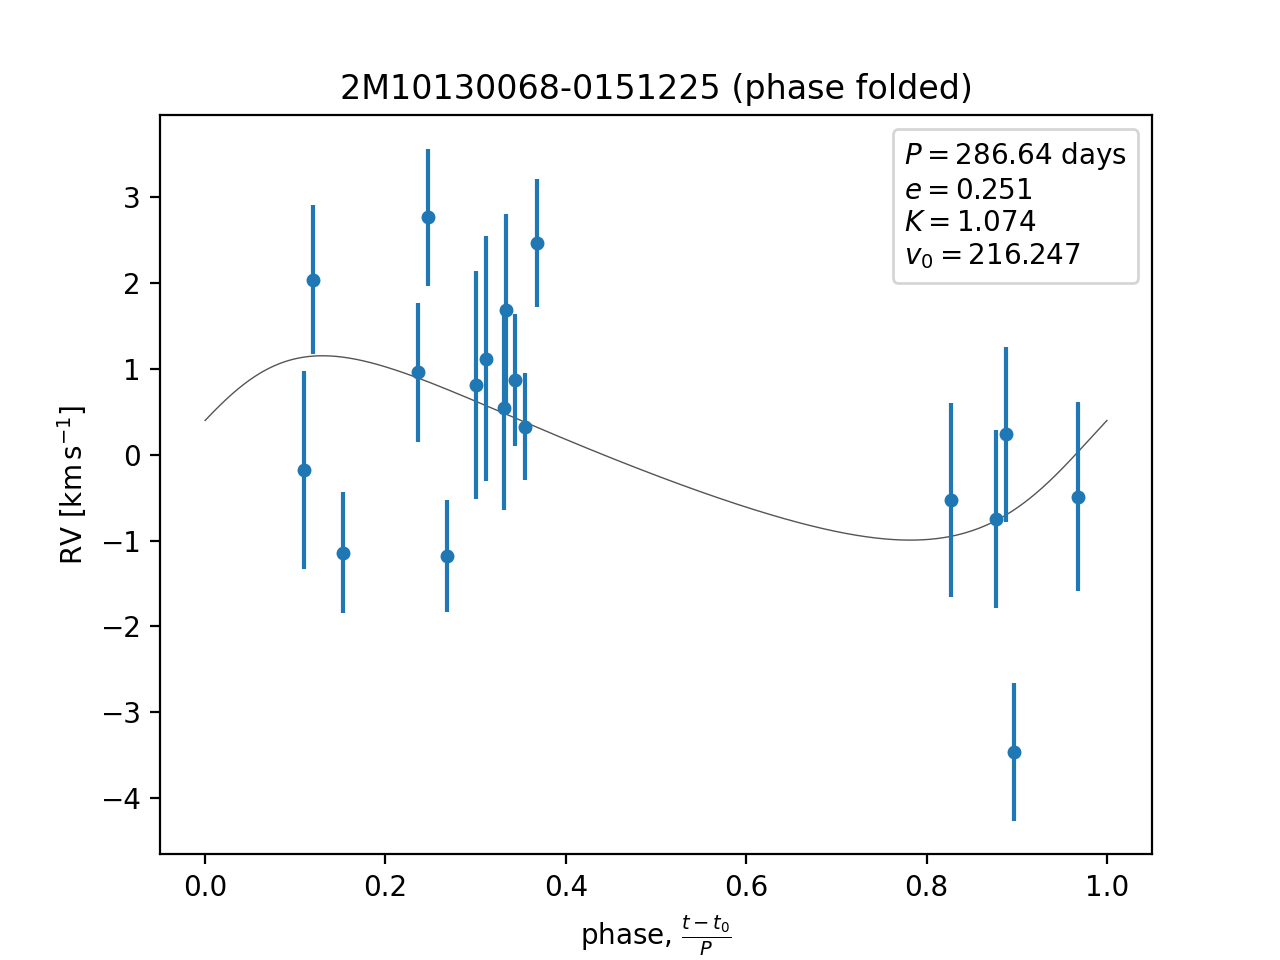 2M10130068-0151225 (phase folded)
P = 286.64 days
e = 0.251
K = 1.074
v₀ = 216.247
3
2
1
0
−1
−2
−3
−4
RV [km s⁻¹]
0.0 0.2 0.4 0.6 0.8 1.0
phase, (t − t₀)/P